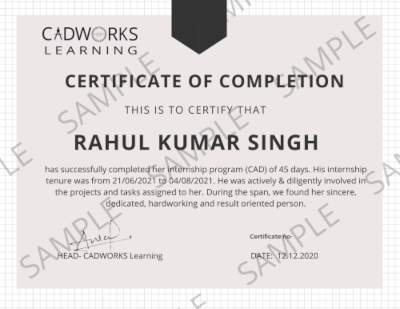 CADWORKS
LEARNING
CERTIFICATE OF COMPLETION
THIS IS TO CERTIFY THAT
RAHUL KUMAR SINGH
has successfully completed her internship program (CAD) of 45 days. His internship
tenure was from 21/06/2021 to 04/08/2021. He was actively & diligently involved in
the projects and tasks assigned to her. During the span, we found her sincere,
dedicated, hardworking and result oriented person.
HEAD- CADWORKS Learning
Certificate no-
DATE: 12.12.2020
SAMPLE
SAMPLE
SAMPLE
SAMPLE
SAMPLE
SAMPLE